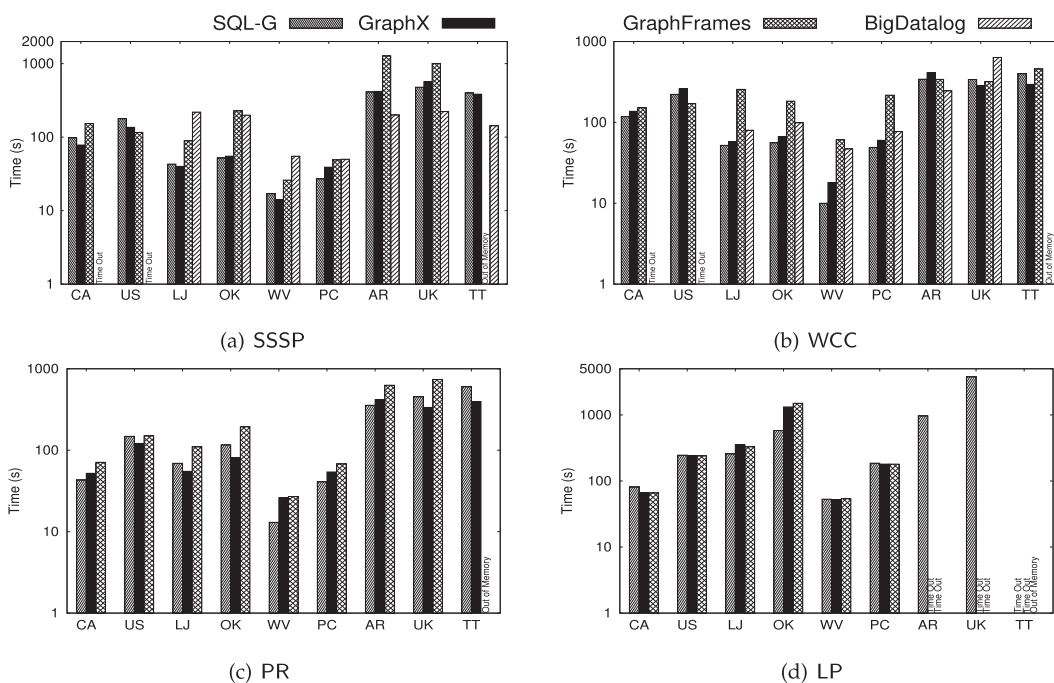 SQL-G GraphX GraphFrames BigDatalog
2000
1000
100
10
1
Time (s)
Time Out
Time Out
Out of Memory
CA US LJ OK WV PC AR UK TT
(a) SSSP
1000
100
10
1
Time (s)
Time Out
Time Out
Out of Memory
CA US LJ OK WV PC AR UK TT
(b) WCC
1000
100
10
1
Time (s)
Out of Memory
CA US LJ OK WV PC AR UK TT
(c) PR
5000
1000
100
10
1
Time (s)
Time Out
Time Out
Time Out
Time Out
Time Out
Time Out
Out of Memory
CA US LJ OK WV PC AR UK TT
(d) LP